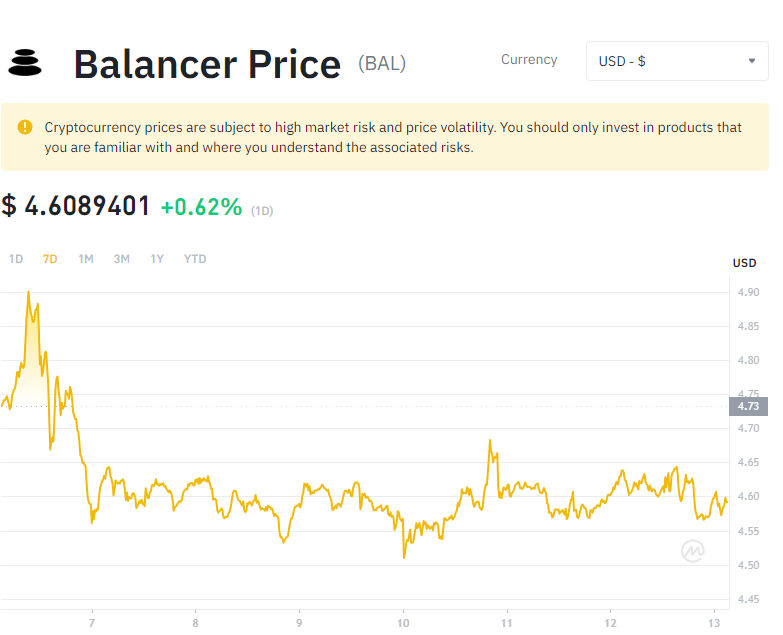 Balancer Price (BAL)
Currency
USD - $
Cryptocurrency prices are subject to high market risk and price volatility. You should only invest in products that
you are familiar with and where you understand the associated risks.
$ 4.6089401 +0.62% (1D)
1D 7D 1M 3M 1Y YTD
USD
4.90
4.85
4.80
4.75
4.73
4.70
4.65
4.60
4.55
4.50
4.45
7 8 9 10 11 12 13